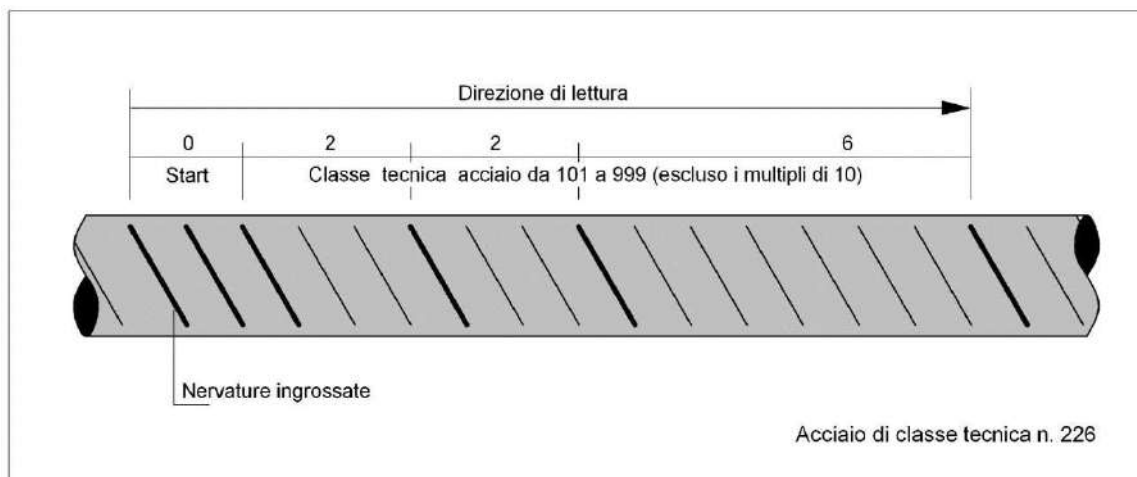 Direzione di lettura
0 2 2 6
Start Classe tecnica acciaio da 101 a 999 (escluso i multipli di 10)
Nervature ingrossate
Acciaio di classe tecnica n. 226